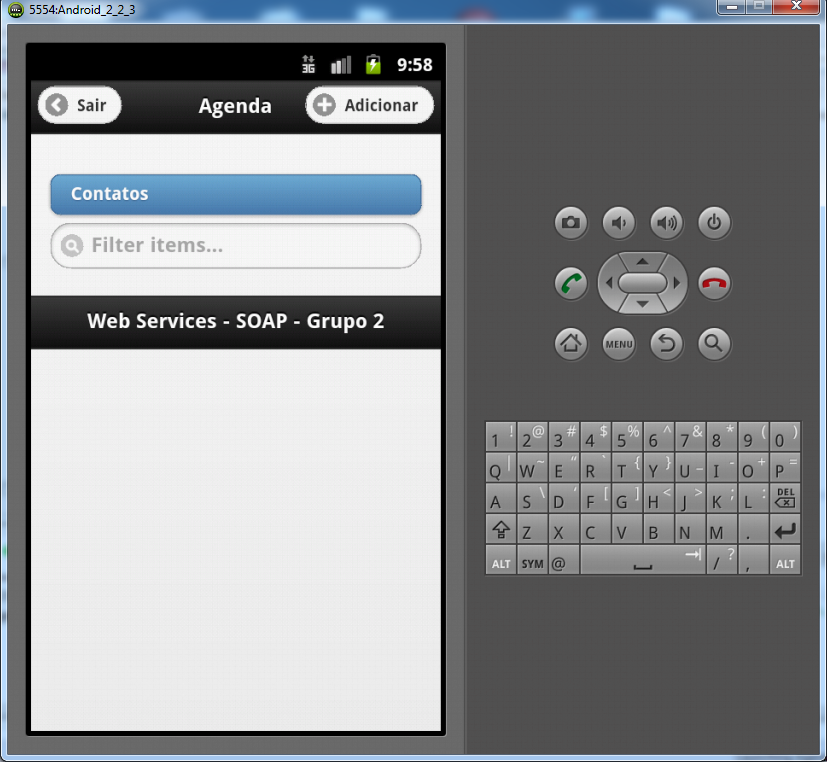 5554:Android_2_2_3
3G 9:58
Sair Agenda Adicionar
Contatos
Filter items...
Web Services - SOAP - Grupo 2
MENU
1 ! 2 @ 3 # 4 $ 5 % 6 ^ 7 & 8 * 9 ( 0 )
Q | W ~ E “ R ` T { Y } U _ I - O + P =
A S \ D ‘ F [ G ] H < J > K ; L : DEL
Z X C V B N M .
ALT SYM @ / ? , ALT